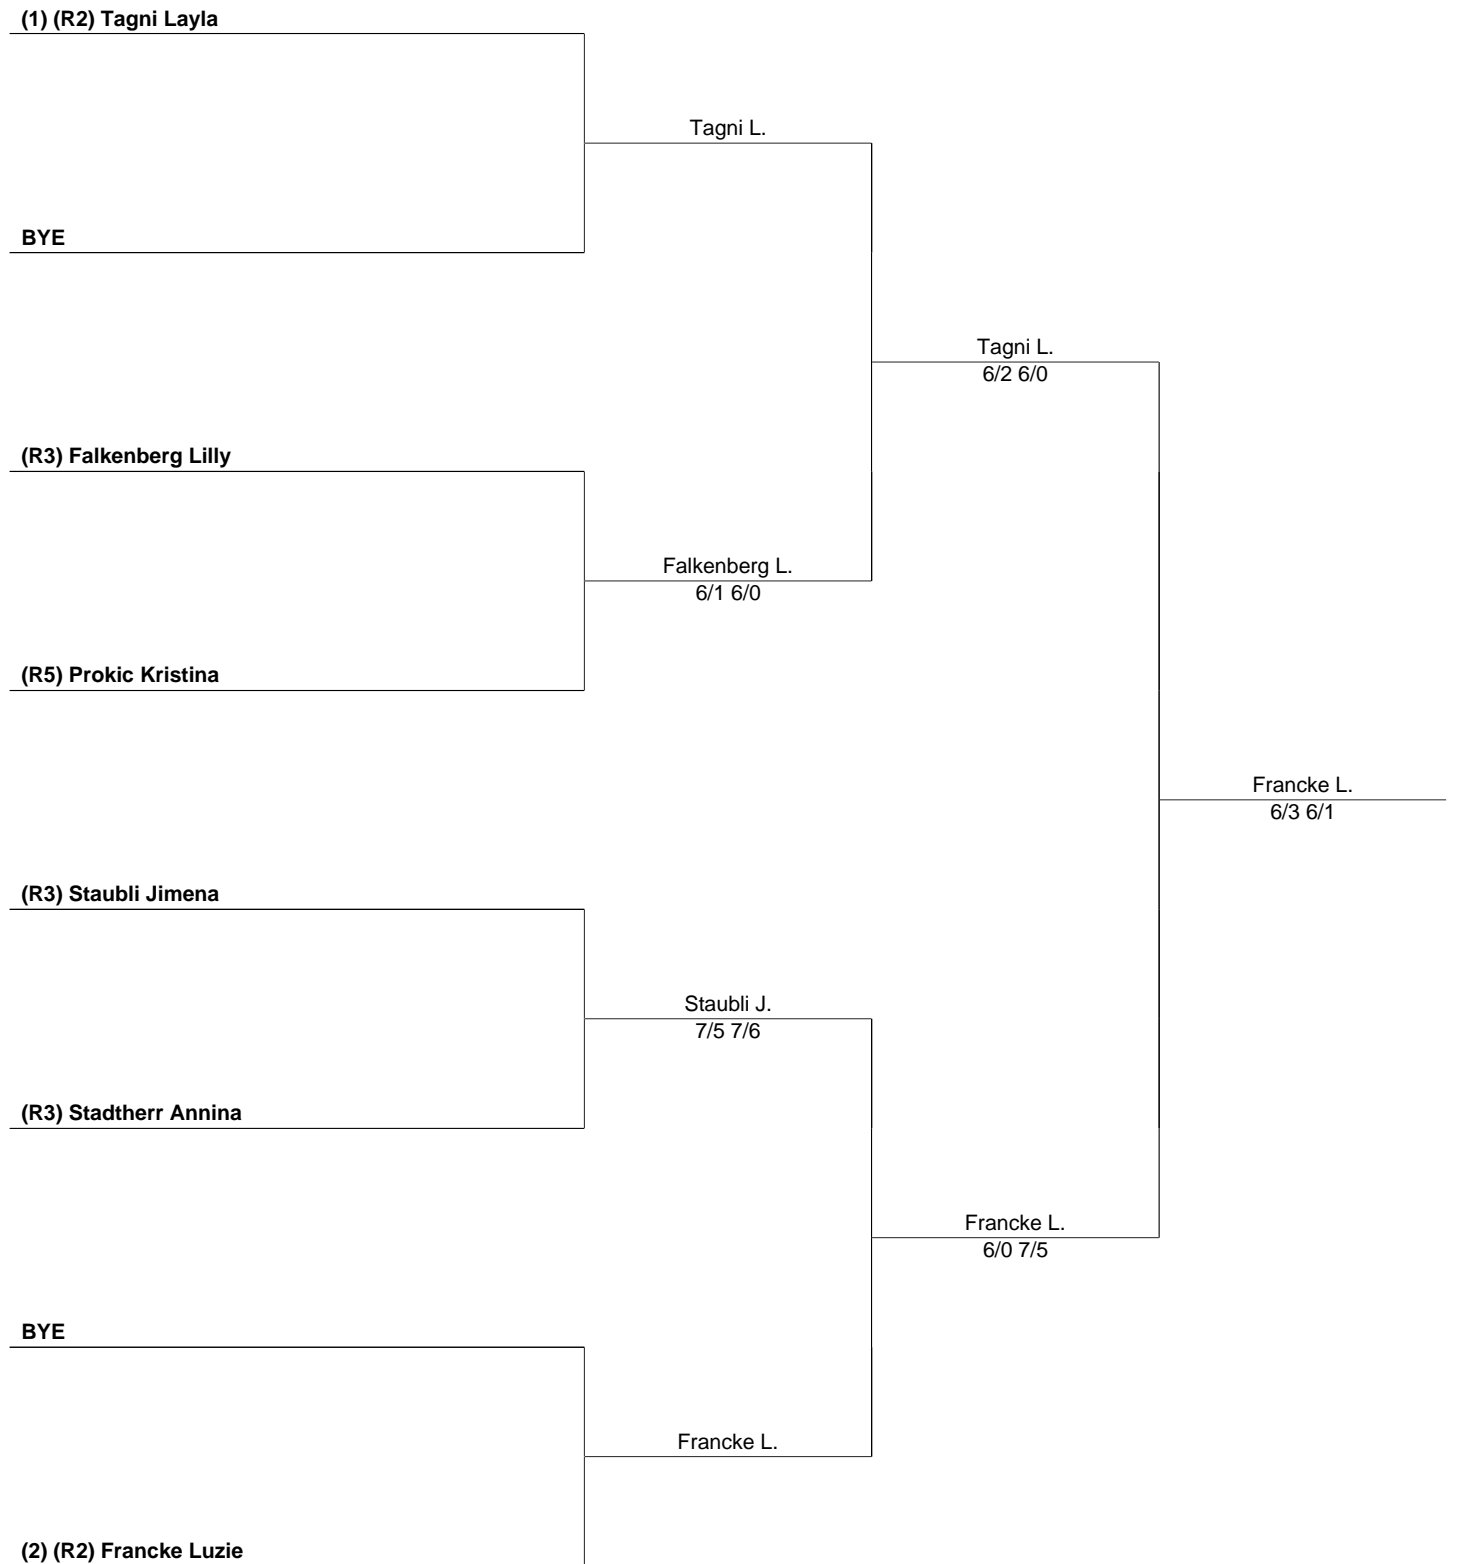 (1) (R2) Tagni Layla
Tagni L.
BYE
Tagni L.
6/2 6/0
(R3) Falkenberg Lilly
Falkenberg L.
6/1 6/0
(R5) Prokic Kristina
Francke L.
6/3 6/1
(R3) Staubli Jimena
Staubli J.
7/5 7/6
(R3) Stadtherr Annina
Francke L.
6/0 7/5
BYE
Francke L.
(2) (R2) Francke Luzie